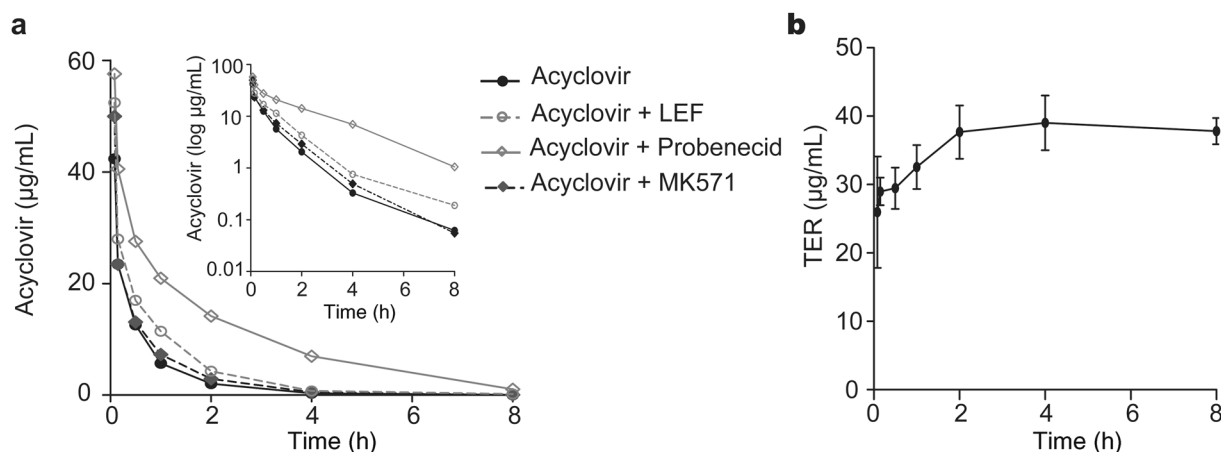 a
60
40
20
0
Acyclovir (µg/mL)
0 2 4 6 8
Time (h)
100
10
1
0.1
0.01
Acyclovir (log µg/mL)
0 2 4 6 8
Time (h)
Acyclovir
Acyclovir + LEF
Acyclovir + Probenecid
Acyclovir + MK571
b
50
40
30
20
10
0
TER (µg/mL)
0 2 4 6 8
Time (h)